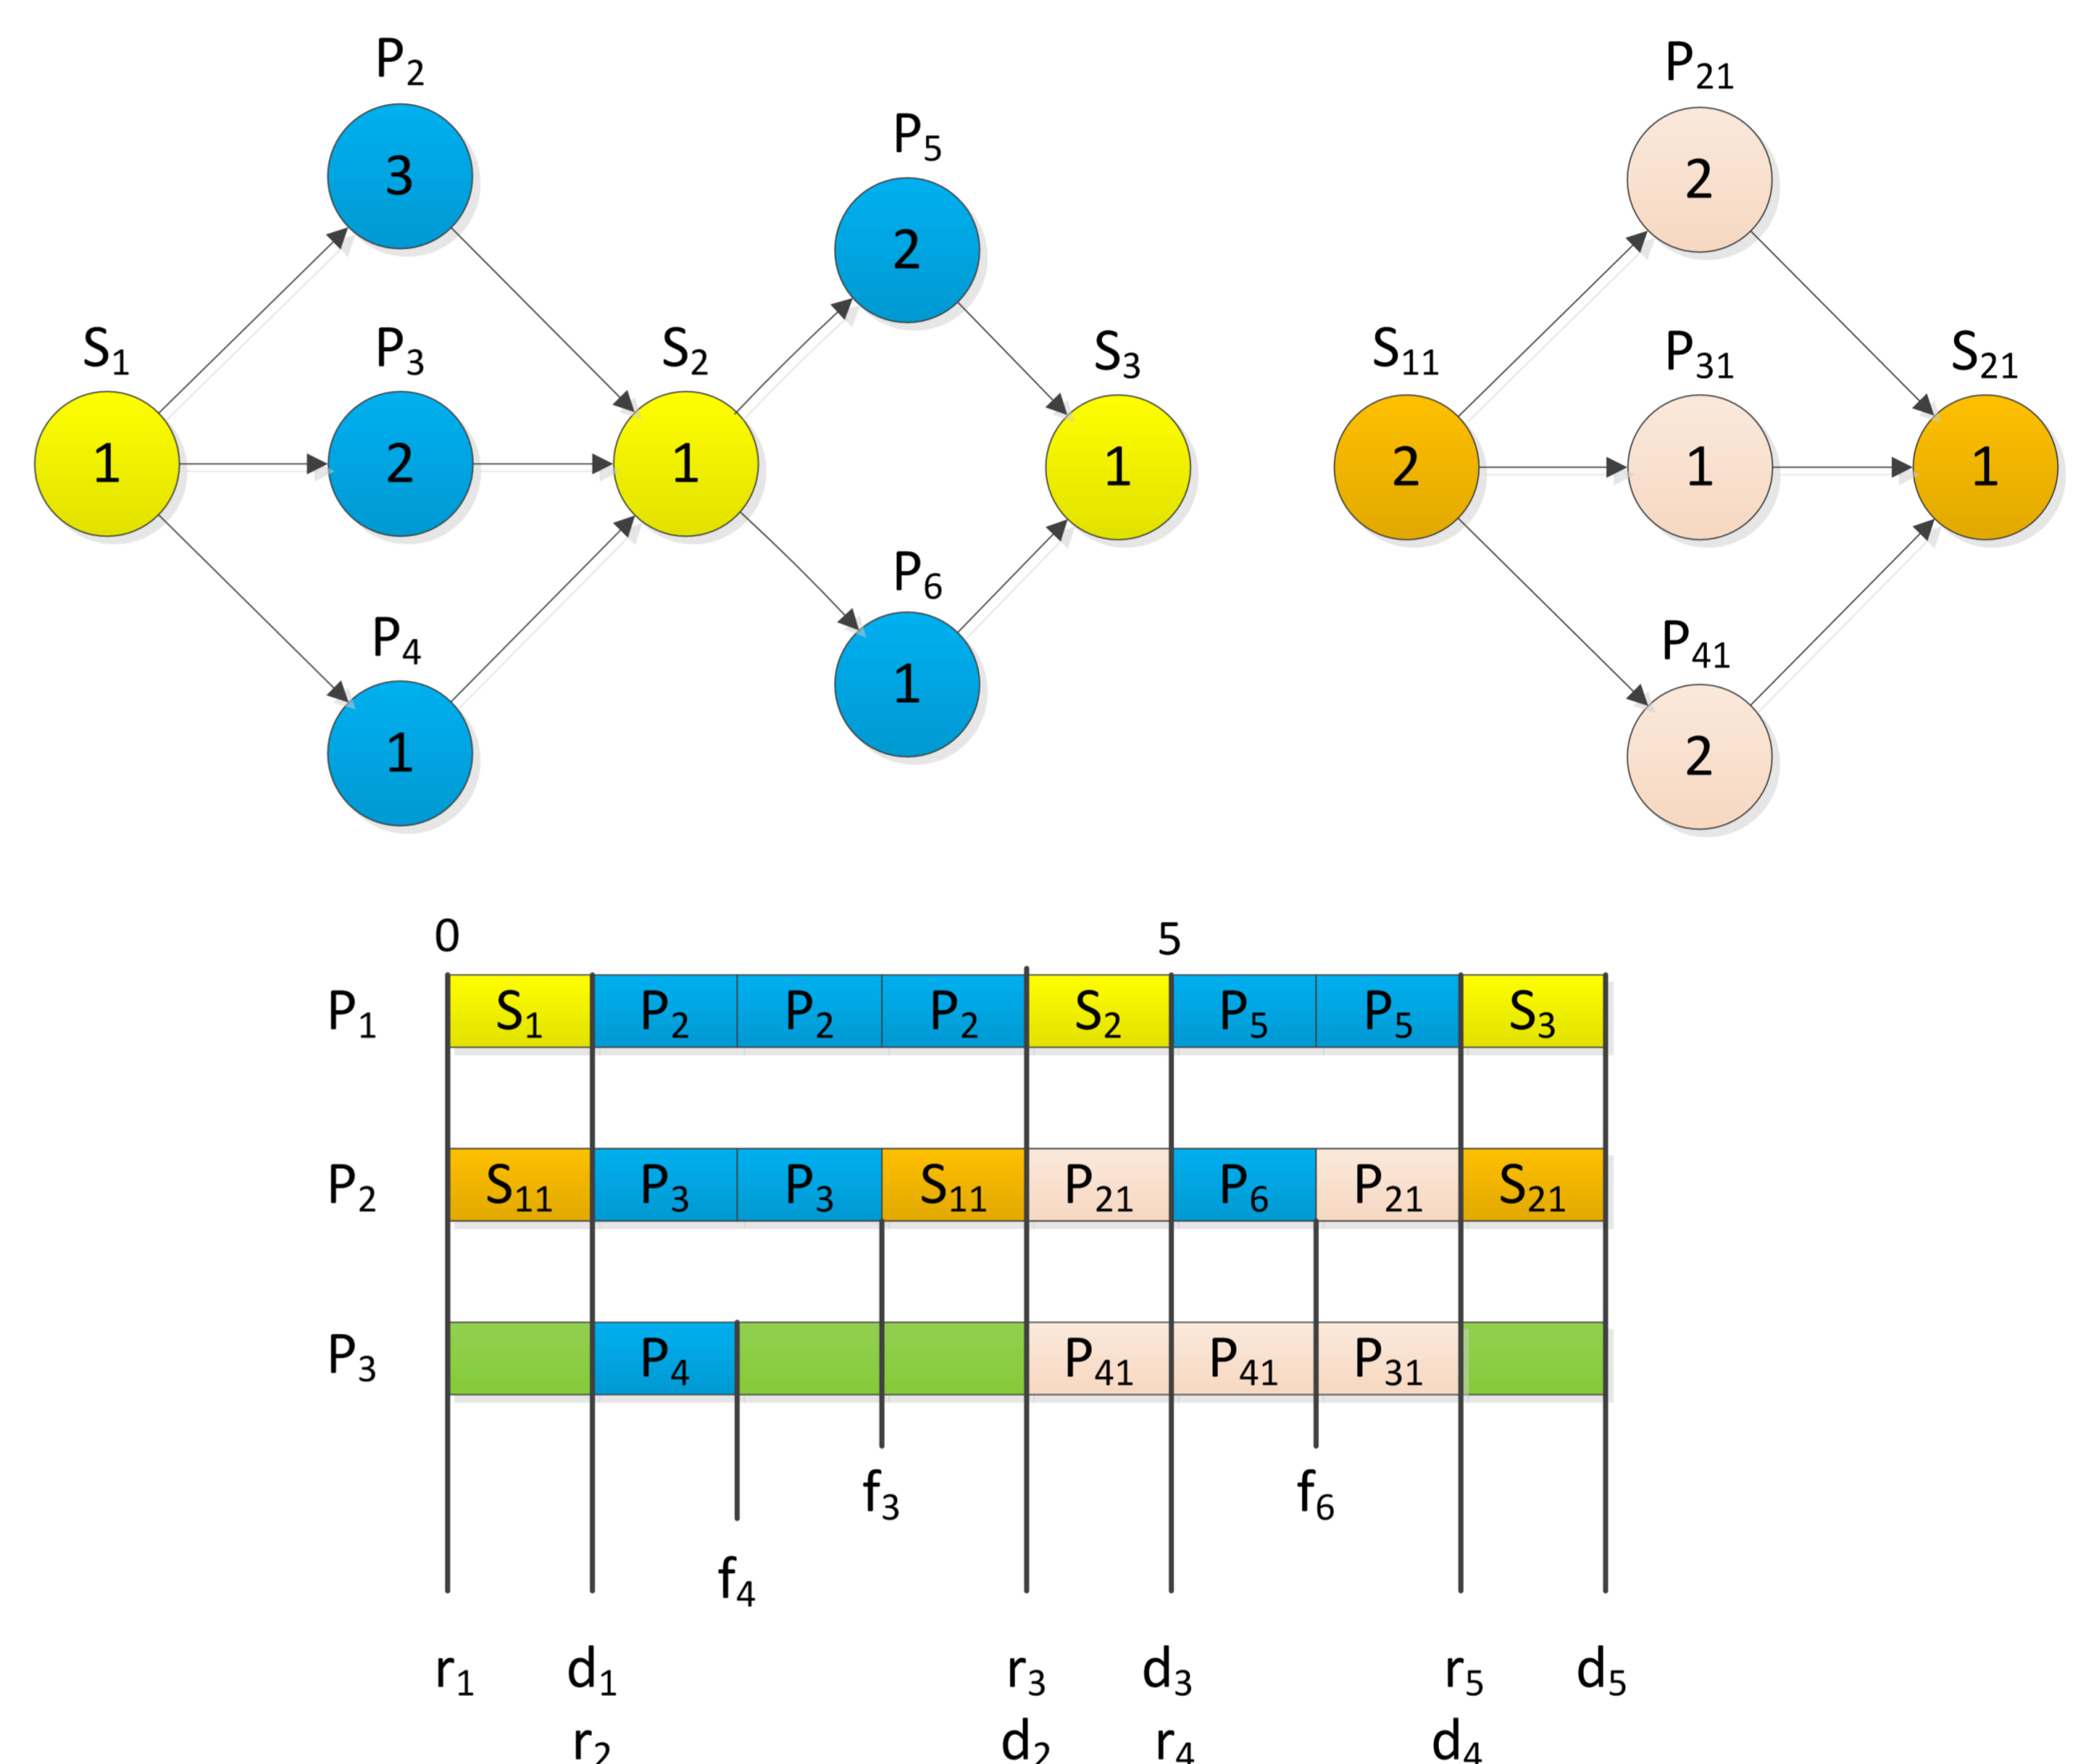 P2
P21
P5
3
2
2
S1
P3
S2
S3
S11
P31
S21
1
2
1
1
2
1
1
P4
P6
P41
1
1
2
0 5
P1 S1 P2 P2 P2 S2 P5 P5 S3
P2 S11 P3 P3 S11 P21 P6 P21 S21
P3 P4 P41 P41 P31
f3 f6
f4
r1 d1 r3 d3 r5 d5
r2 d2 r4 d4